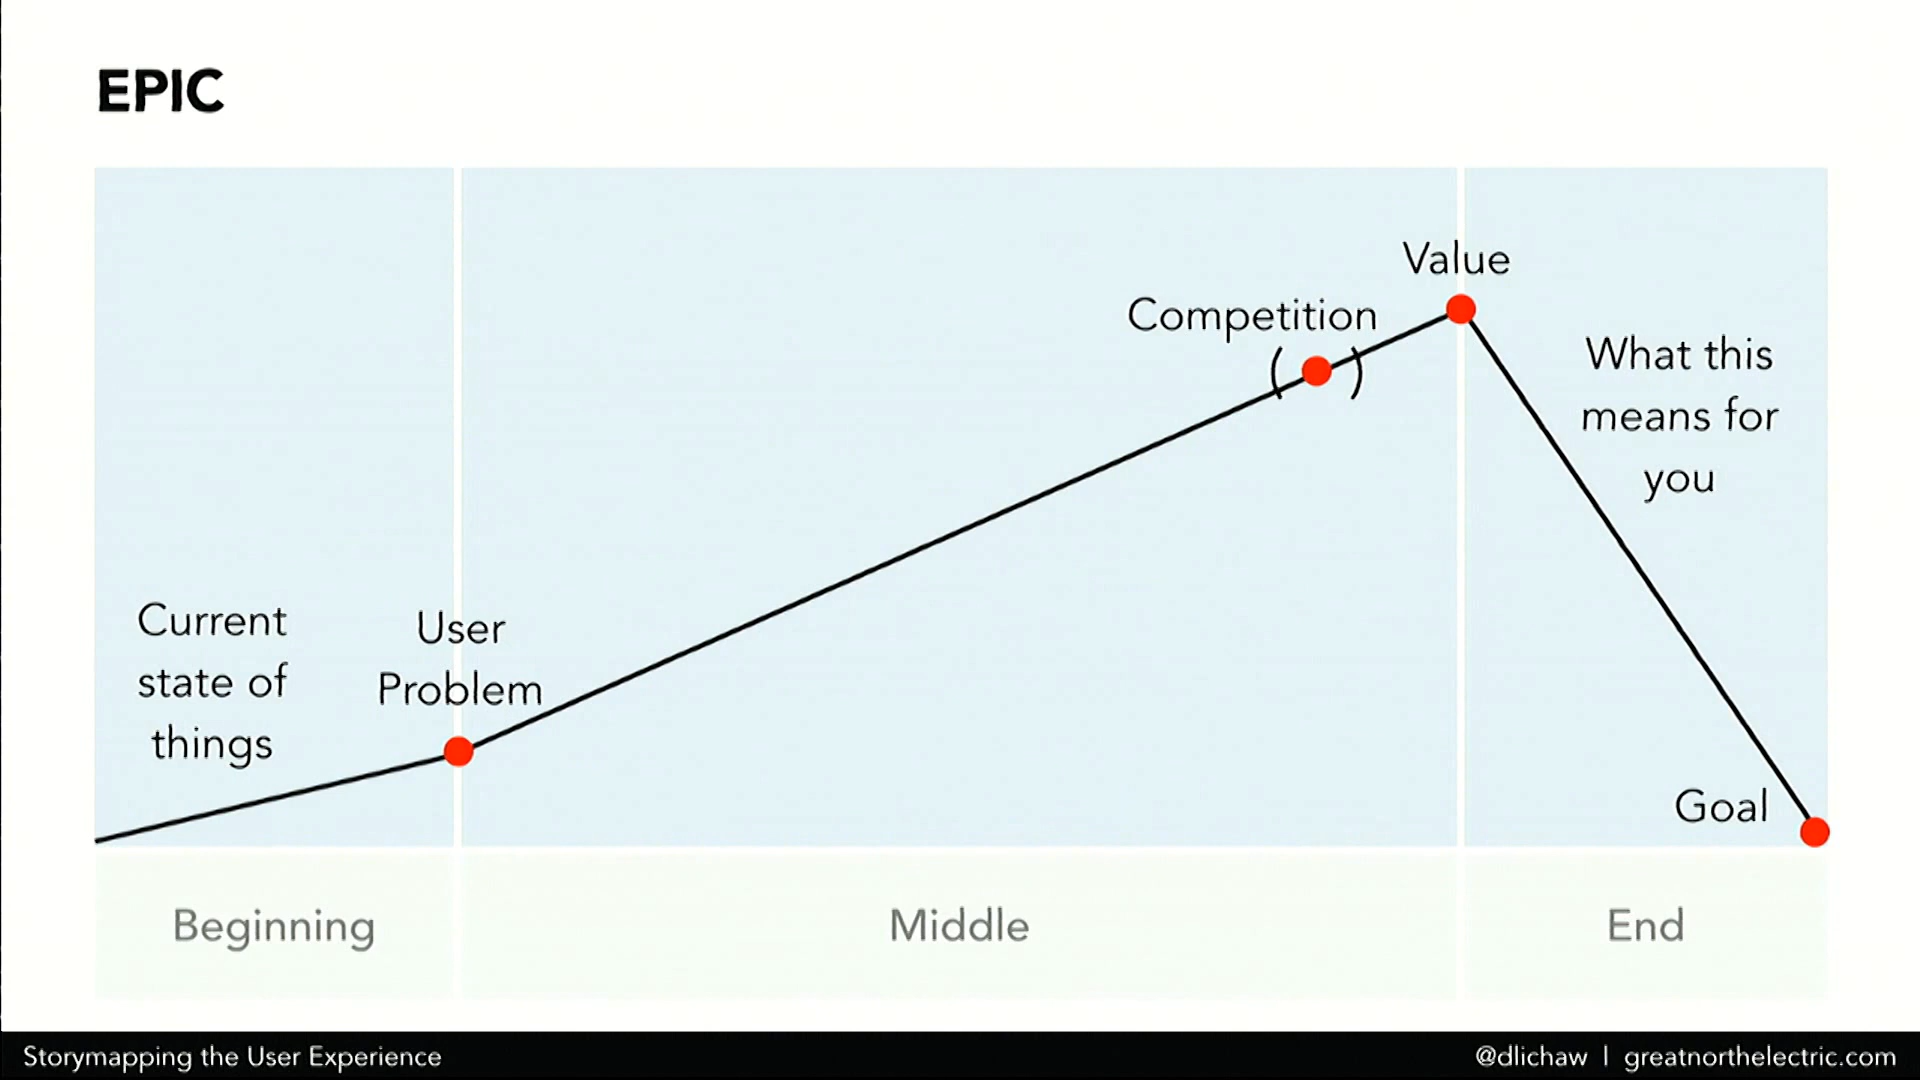 EPIC
Value
Competition
( )
What this
means for
you
Current
state of
things
User
Problem
Goal
Beginning
Middle
End
Storymapping the User Experience
@dlichaw | greatnorthelectric.com